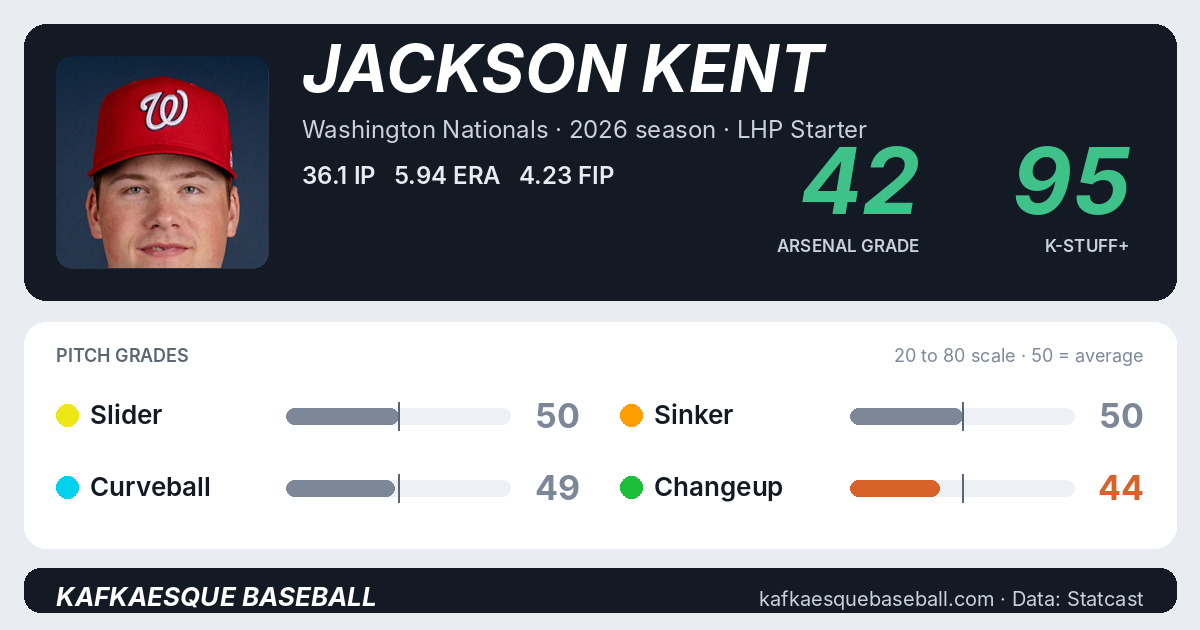 JACKSON KENT
Washington Nationals · 2026 season · LHP Starter
36.1 IP 5.94 ERA 4.23 FIP
42 95
ARSENAL GRADE K-STUFF+
W
PITCH GRADES 20 to 80 scale · 50 = average
Slider 50 Sinker 50
Curveball 49 Changeup 44
KAFKAESQUE BASEBALL kafkaesquebaseball.com · Data: Statcast